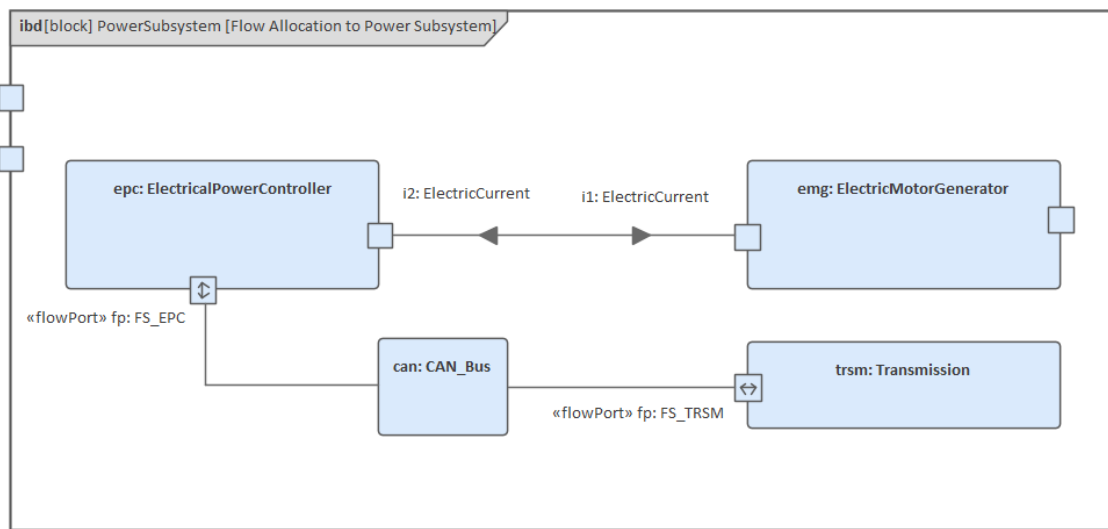 ibd[block] PowerSubsystem [Flow Allocation to Power Subsystem]
epc: ElectricalPowerController
i2: ElectricCurrent
i1: ElectricCurrent
emg: ElectricMotorGenerator
«flowPort» fp: FS_EPC
can: CAN_Bus
trsm: Transmission
«flowPort» fp: FS_TRSM